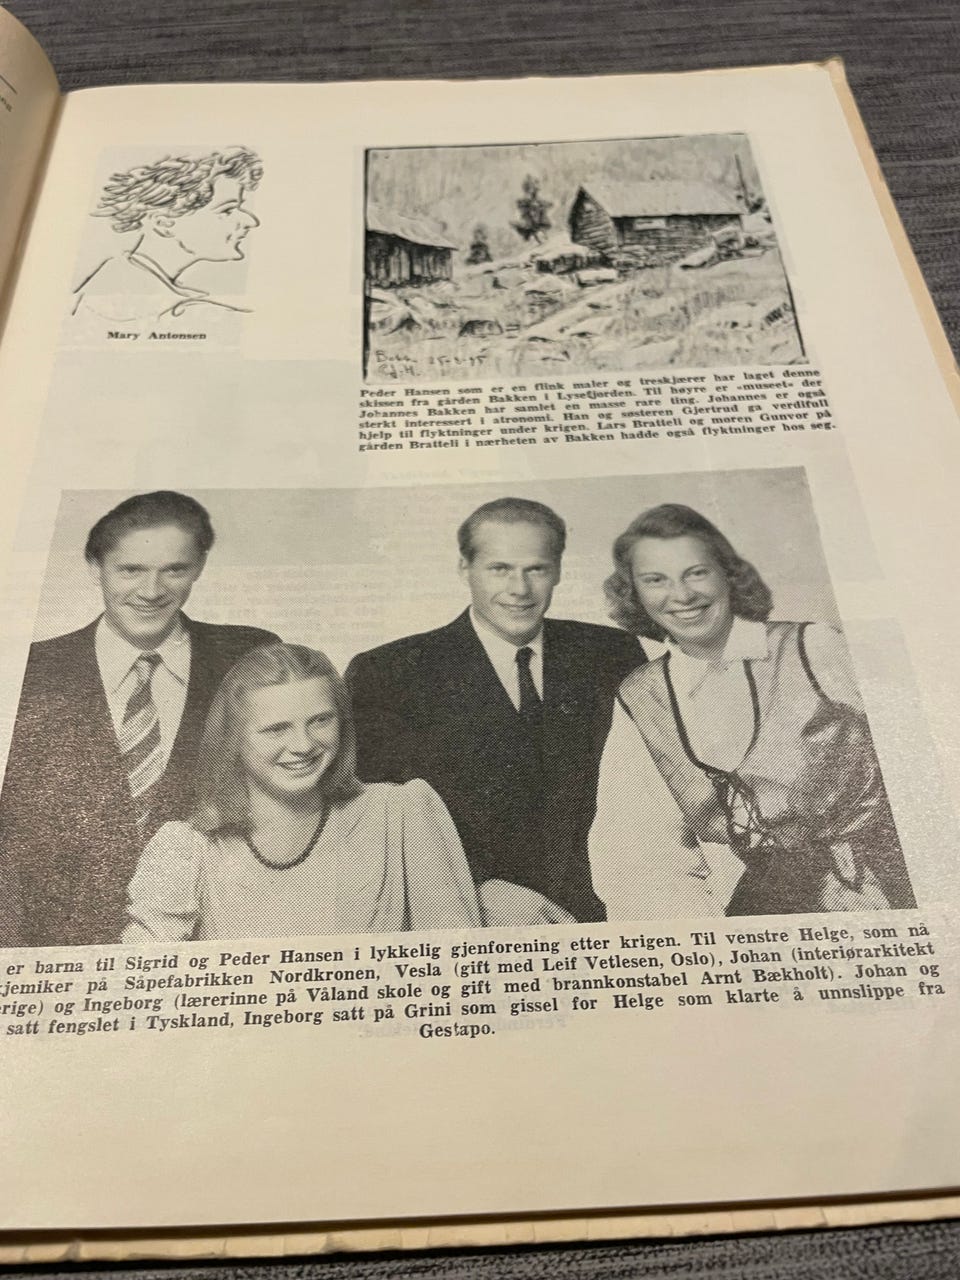 Mary Antonsen
25-3-45
Peder Hansen som er en flink maler og treskjærer har laget denne
skissen fra gården Bakken i Lysefjorden. Til høyre er «museet» der
Johannes Bakken har samlet en masse rare ting. Johannes er også
sterkt interessert i atronomi. Han og søsteren Gjertrud ga verdifull
hjelp til flyktninger under krigen. Lars Bratteli og moren Gunvor på
gården Bratteli i nærheten av Bakken hadde også flyktninger hos seg.
er barna til Sigrid og Peder Hansen i lykkelig gjenforening etter krigen. Til venstre Helge, som nå
jemiker på Såpefabrikken Nordkronen, Vesla (gift med Leif Vetlesen, Oslo), Johan (interiørarkitekt
rige) og Ingeborg (lærerinne på Våland skole og gift med brannkonstabel Arnt Bækholt). Johan og
satt fengslet i Tyskland, Ingeborg satt på Grini som gissel for Helge som klarte å unnslippe fra
Gestapo.